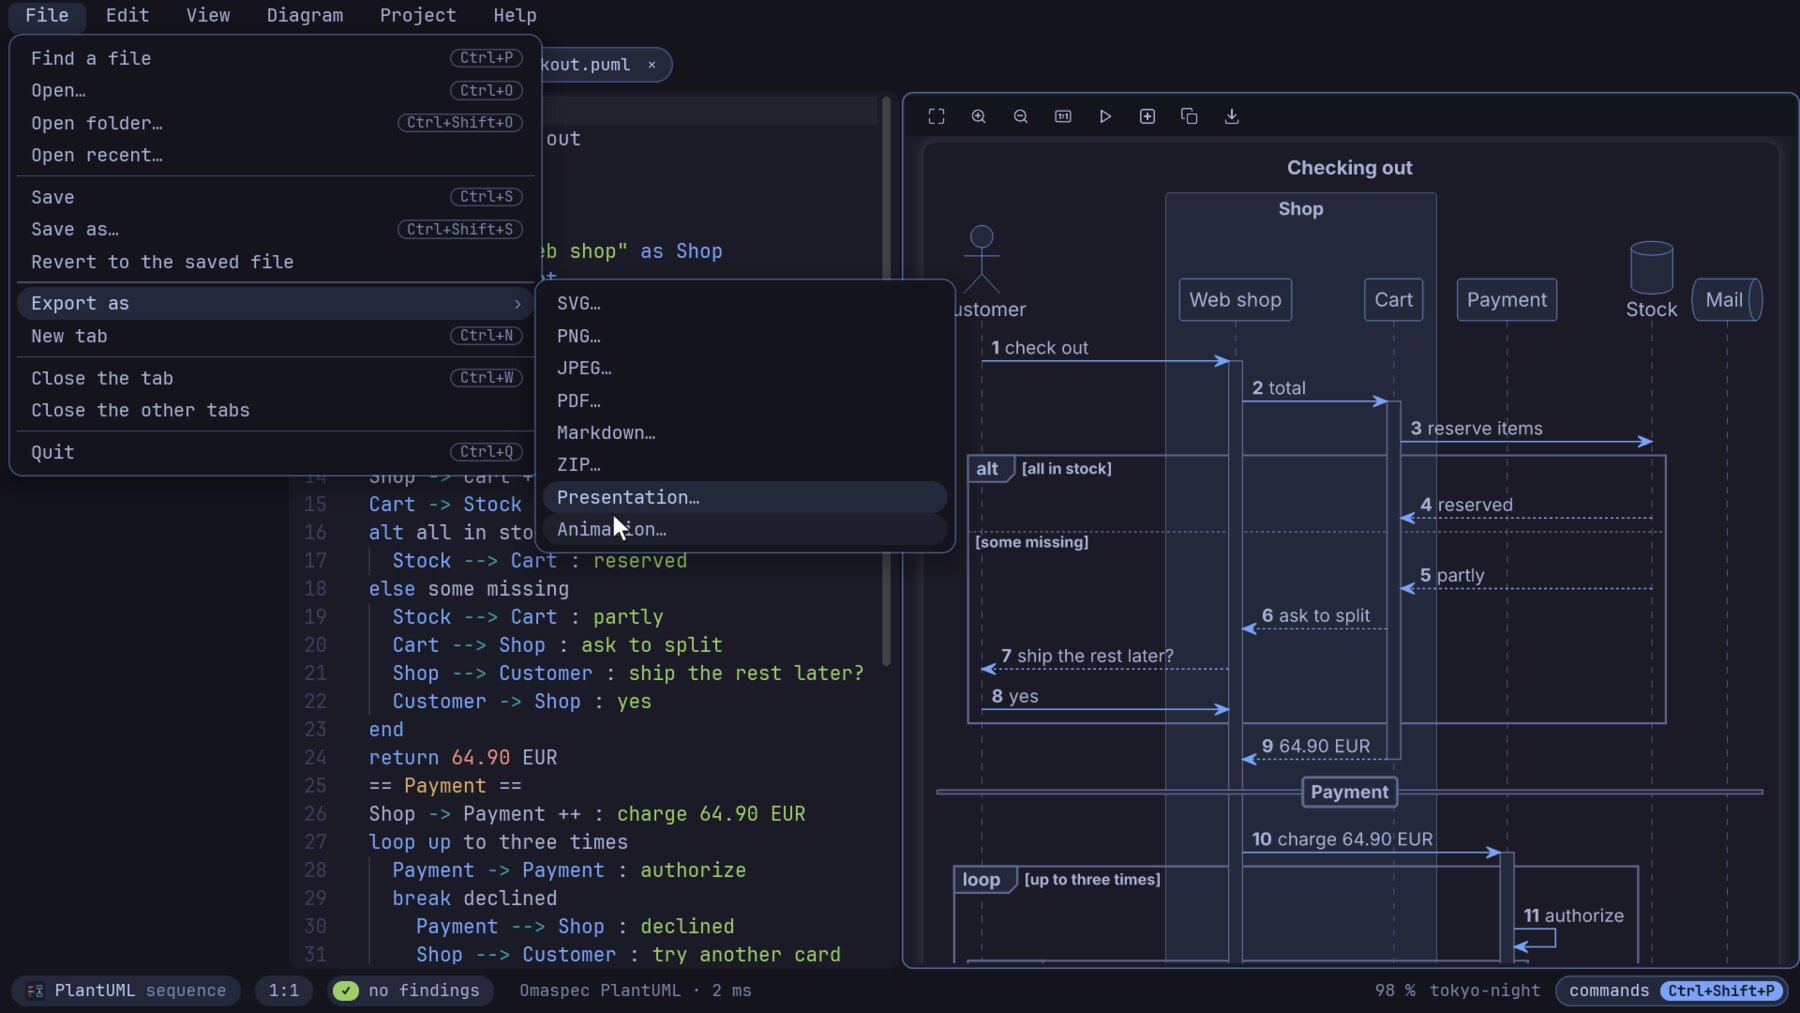 File Edit View Diagram Project Help
Find a file Ctrl+P
Open… Ctrl+O
Open folder… Ctrl+Shift+O
Open recent…
Save Ctrl+S
Save as… Ctrl+Shift+S
Revert to the saved file
Export as ›
New tab Ctrl+N
Close the tab Ctrl+W
Close the other tabs
Quit Ctrl+Q
SVG…
PNG…
JPEG…
PDF…
Markdown…
ZIP…
Presentation…
Animation…
kout.puml ×
out
eb shop" as Shop
14 Shop -> Cart +
15 Cart -> Stock
16 alt all in sto
17 Stock --> Cart : reserved
18 else some missing
19 Stock --> Cart : partly
20 Cart --> Shop : ask to split
21 Shop --> Customer : ship the rest later?
22 Customer -> Shop : yes
23 end
24 return 64.90 EUR
25 == Payment ==
26 Shop -> Payment ++ : charge 64.90 EUR
27 loop up to three times
28 Payment -> Payment : authorize
29 break declined
30 Payment --> Shop : declined
31 Shop --> Customer : try another card
1:1
Checking out
Shop
ustomer
Web shop
Cart
Payment
Stock
Mail
1 check out
2 total
3 reserve items
alt [all in stock]
4 reserved
[some missing]
5 partly
6 ask to split
7 ship the rest later?
8 yes
9 64.90 EUR
Payment
10 charge 64.90 EUR
loop [up to three times]
11 authorize
PlantUML sequence 1:1 no findings Omaspec PlantUML · 2 ms 98 % tokyo-night commands Ctrl+Shift+P